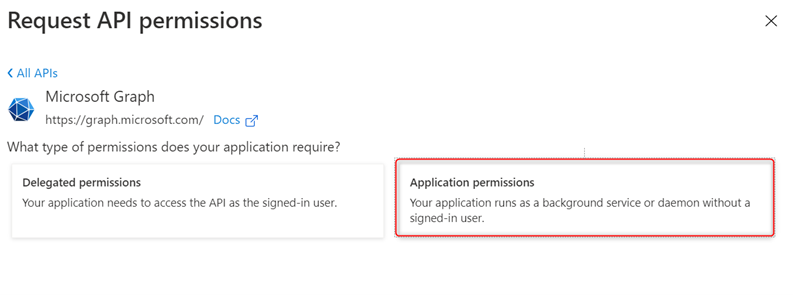 Request API permissions
All APIs
Microsoft Graph
https://graph.microsoft.com/ Docs
What type of permissions does your application require?
Delegated permissions
Your application needs to access the API as the signed-in user.
Application permissions
Your application runs as a background service or daemon without a
signed-in user.